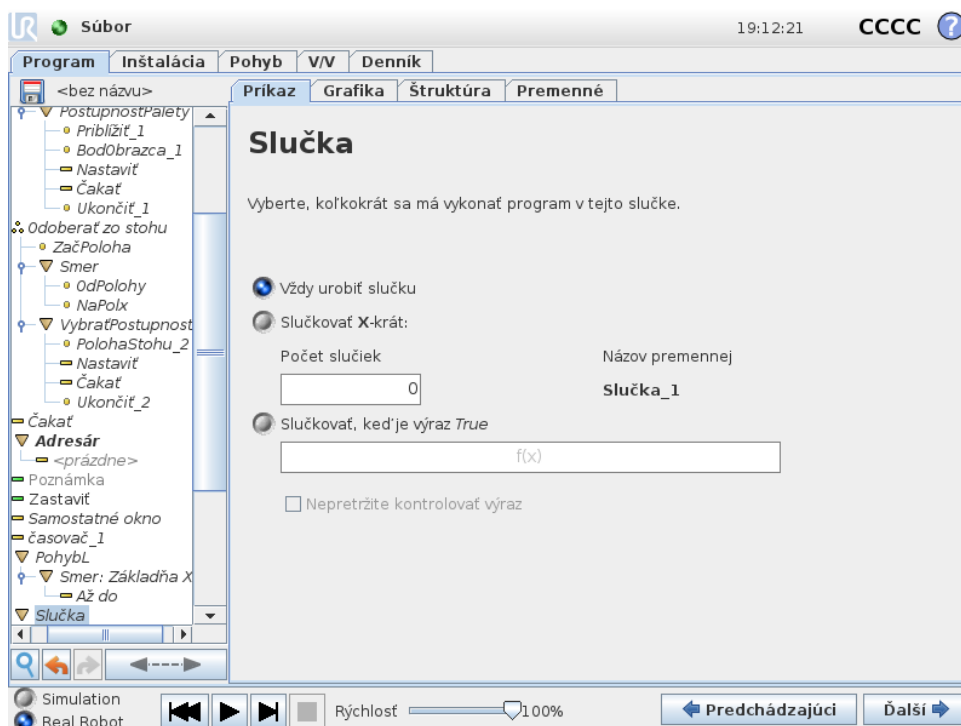 UR Súbor 19:12:21 CCCC ?
Program Inštalácia Pohyb V/V Denník
<bez názvu> Príkaz Grafika Štruktúra Premenné
PostupnosťPalety
Priblížiť_1
BodObrazca_1
Nastaviť
Čakať
Ukončiť_1
Odoberať zo stohu
ZačPoloha
Smer
OdPolohy
NaPolx
VybraťPostupnost
PolohaStohu_2
Nastaviť
Čakať
Ukončiť_2
Čakať
Adresár
<prázdne>
Poznámka
Zastaviť
Samostatné okno
časovač_1
PohybL
Smer: Základňa X
Až do
Slučka
Slučka
Vyberte, koľkokrát sa má vykonať program v tejto slučke.
Vždy urobiť slučku
Slučkovať X-krát:
Počet slučiek Názov premennej
0 Slučka_1
Slučkovať, keď je výraz True
f(x)
Nepretržite kontrolovať výraz
Simulation
Real Robot
Rýchlosť 100%
Predchádzajúci Ďalší